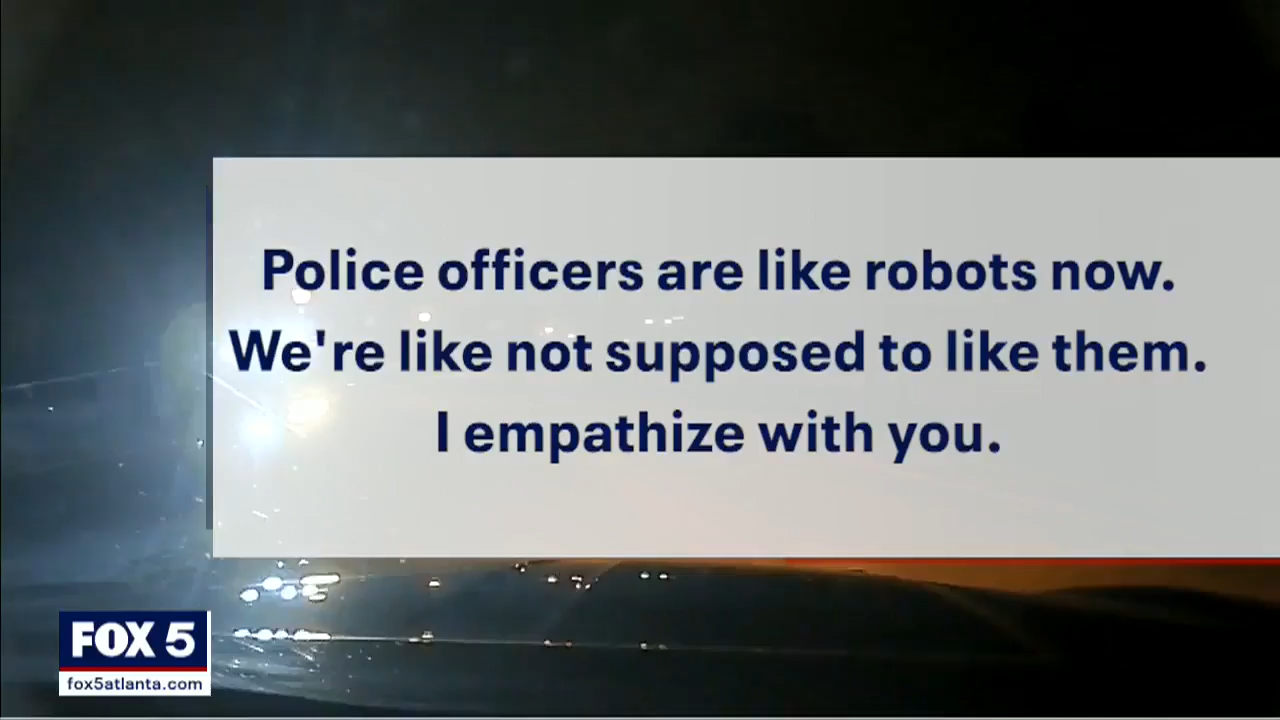 Police officers are like robots now.
We're like not supposed to like them.
I empathize with you.
FOX 5
fox5atlanta.com